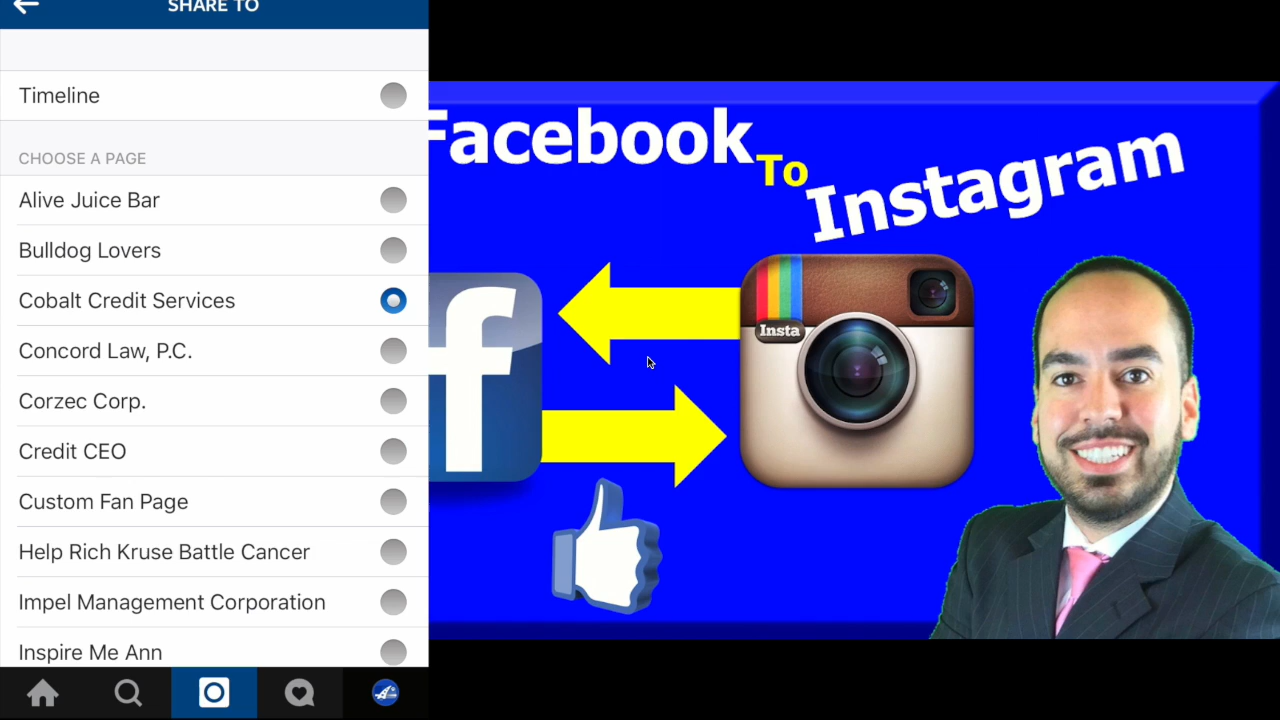 SHARE TO
Timeline
CHOOSE A PAGE
Alive Juice Bar
Bulldog Lovers
Cobalt Credit Services
Concord Law, P.C.
Corzec Corp.
Credit CEO
Custom Fan Page
Help Rich Kruse Battle Cancer
Impel Management Corporation
Inspire Me Ann
Facebook
To
Instagram
f
Insta